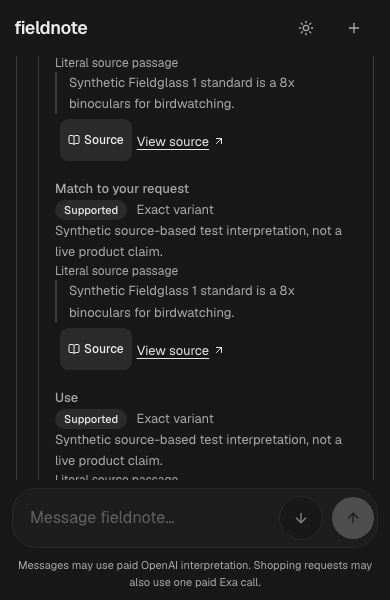 fieldnote
Literal source passage
Synthetic Fieldglass 1 standard is a 8x
binoculars for birdwatching.
Source View source
Match to your request
Supported Exact variant
Synthetic source-based test interpretation, not a
live product claim.
Literal source passage
Synthetic Fieldglass 1 standard is a 8x
binoculars for birdwatching.
Source View source
Use
Supported Exact variant
Synthetic source-based test interpretation, not a
live product claim.
Literal source passage
Message fieldnote...
Messages may use paid OpenAI interpretation. Shopping requests may
also use one paid Exa call.